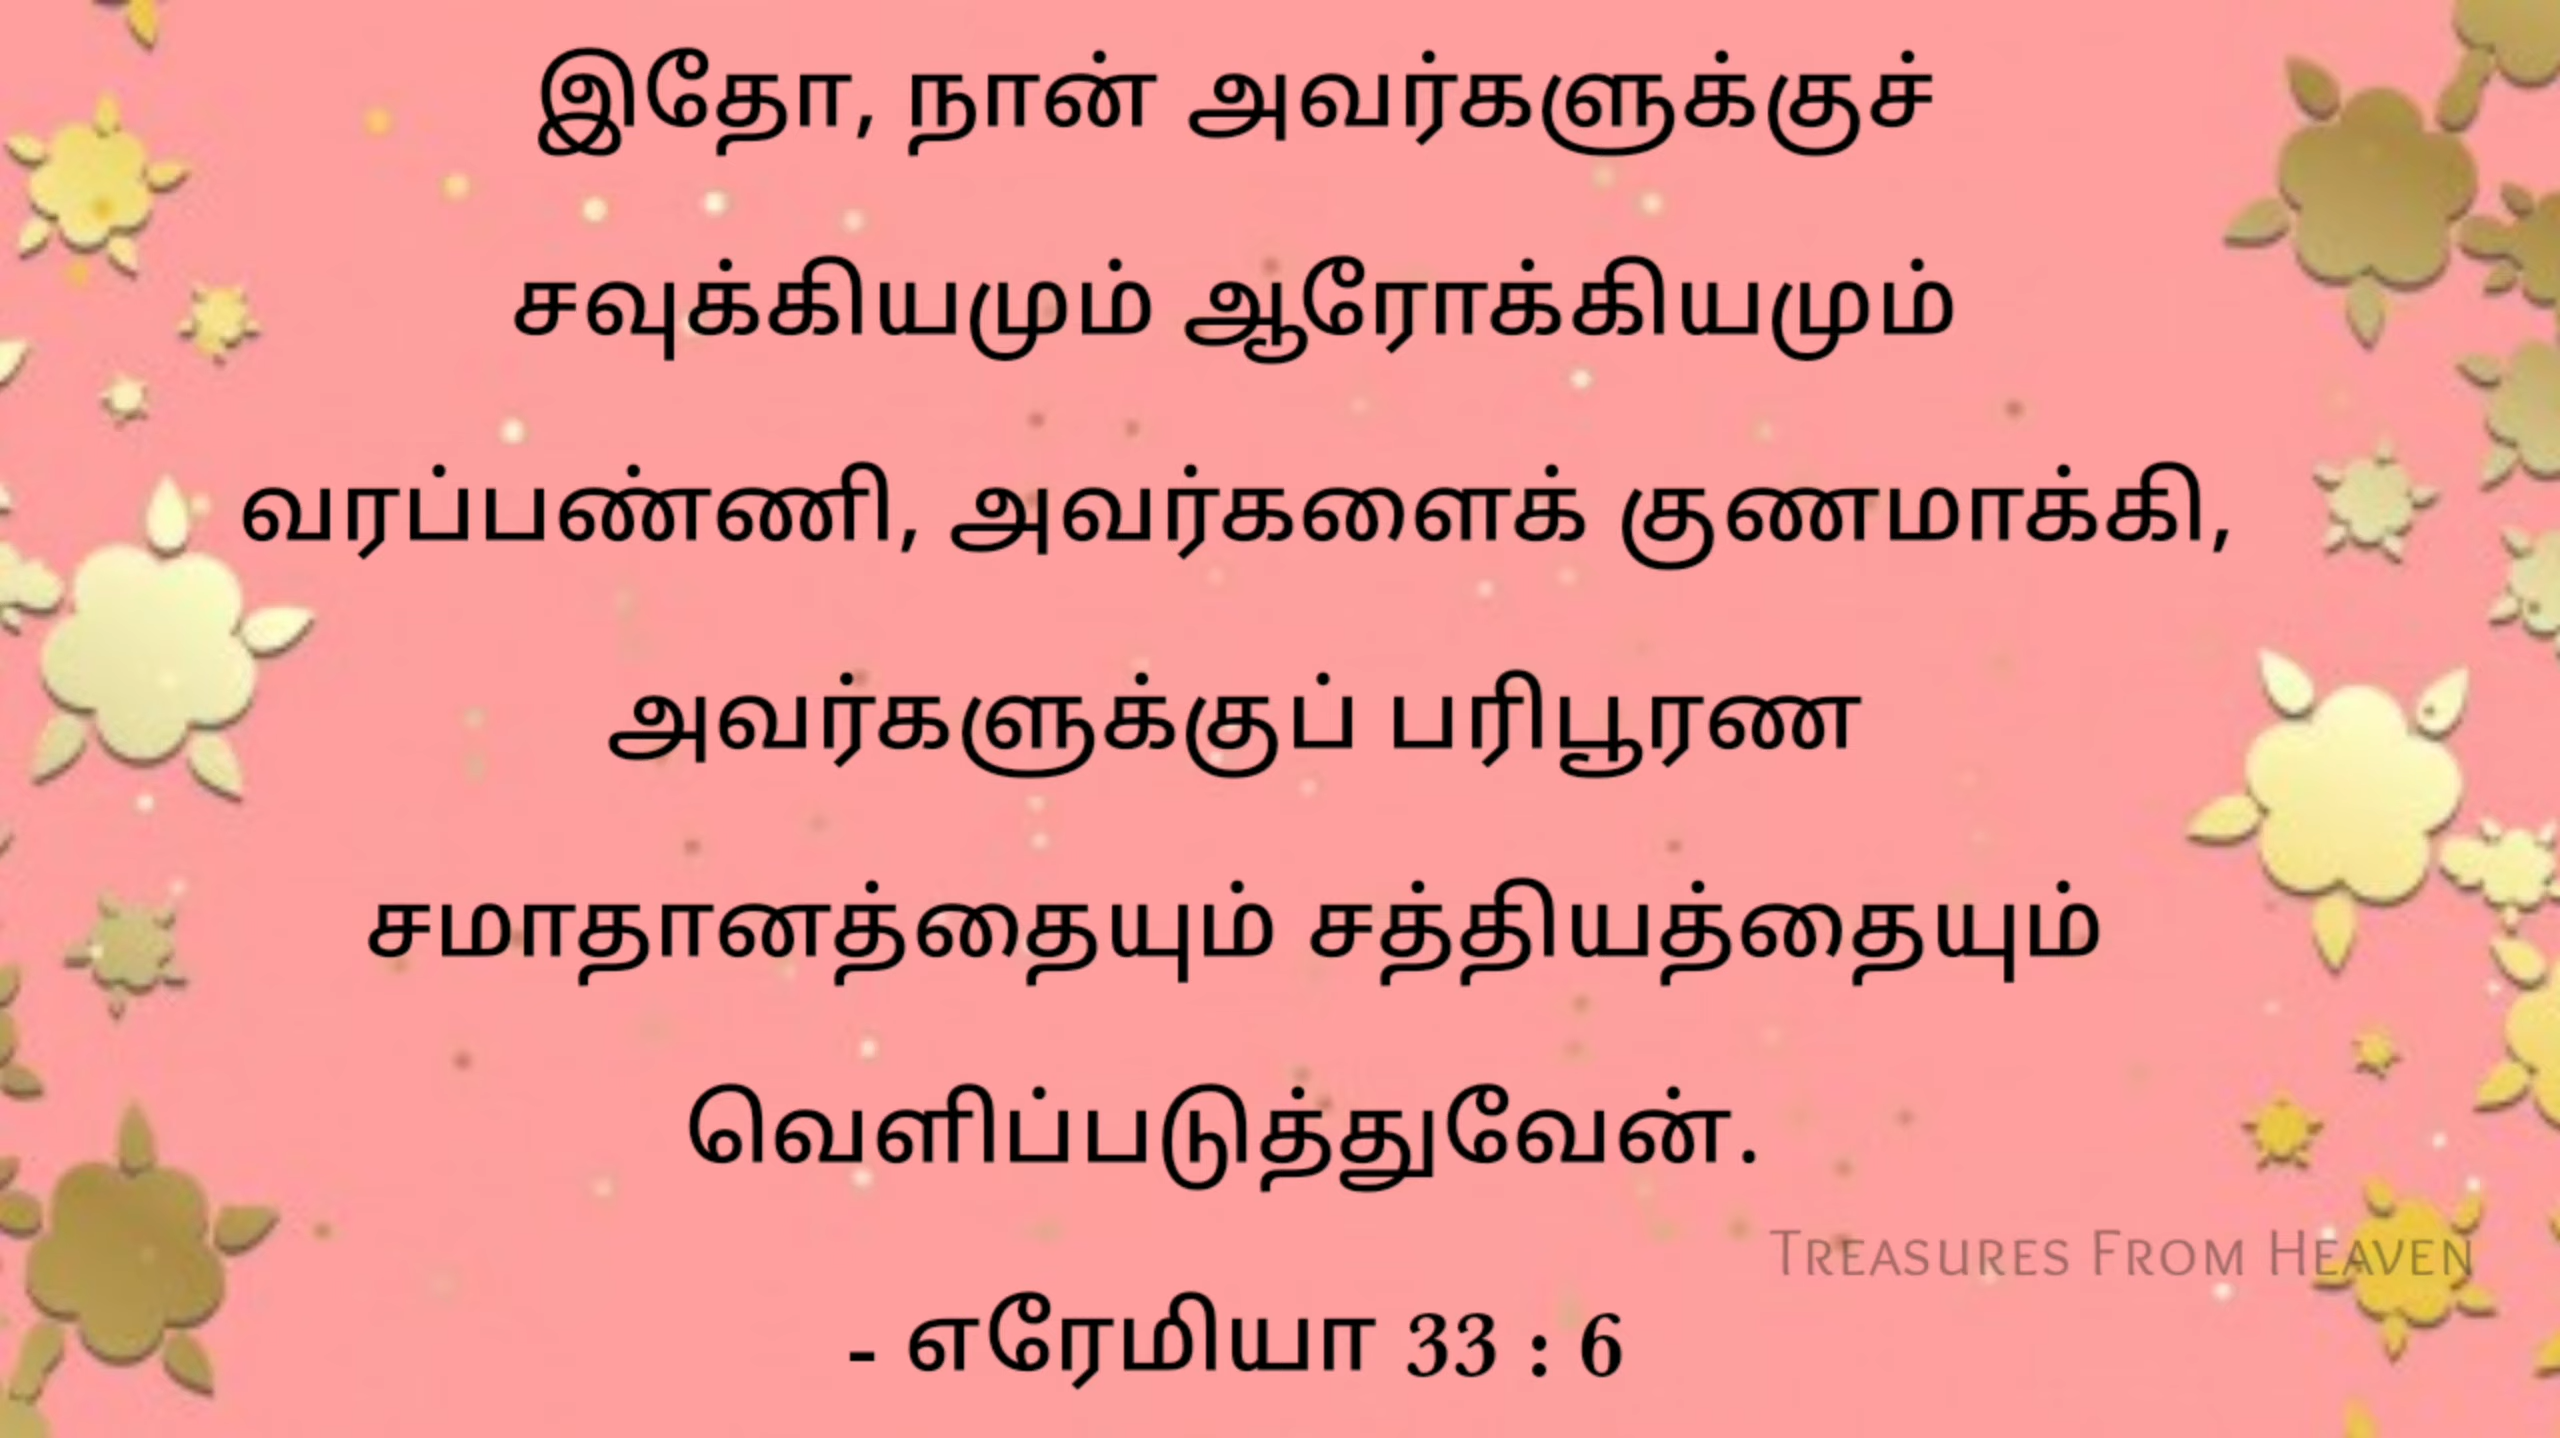 இதோ, நான் அவர்களுக்குச்
சவுக்கியமும் ஆரோக்கியமும்
வரப்பண்ணி, அவர்களைக் குணமாக்கி,
அவர்களுக்குப் பரிபூரண
சமாதானத்தையும் சத்தியத்தையும்
வெளிப்படுத்துவேன்.
TREASURES FROM HEAVEN
- எரேமியா 33 : 6